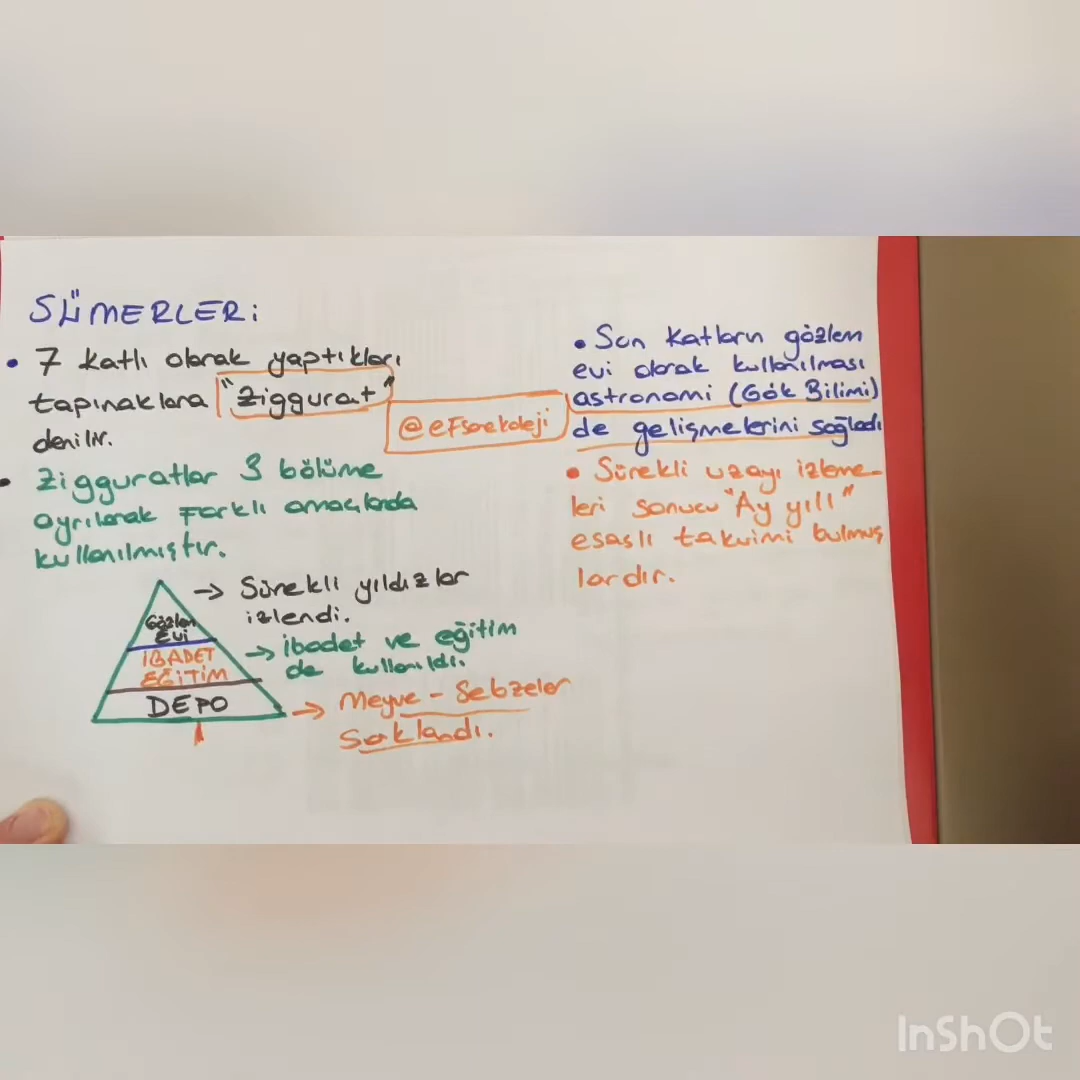 SÜMERLER:
• 7 katlı olarak yaptıkları
tapınaklara "Ziggurat"
denilir.
• Zigguratlar 3 bölüme
ayrılarak farklı amaçlarda
kullanılmıştır.
Gözlem
Evi
→ Sürekli yıldızlar
izlendi.
İBADET
EĞİTİM
→ İbadet ve eğitim
de kullanıldı.
DEPO
→ Meyve - Sebzeler
Saklandı.
@eFsanekoleji
• Son katların gözlem
evi olarak kullanılması
astronomi (Gök Bilimi)
de gelişmelerini sağladı
• Sürekli uzayı izleme-
leri sonucu "Ay yılı"
esaslı takvimi bulmuş
lardır.
InShOt